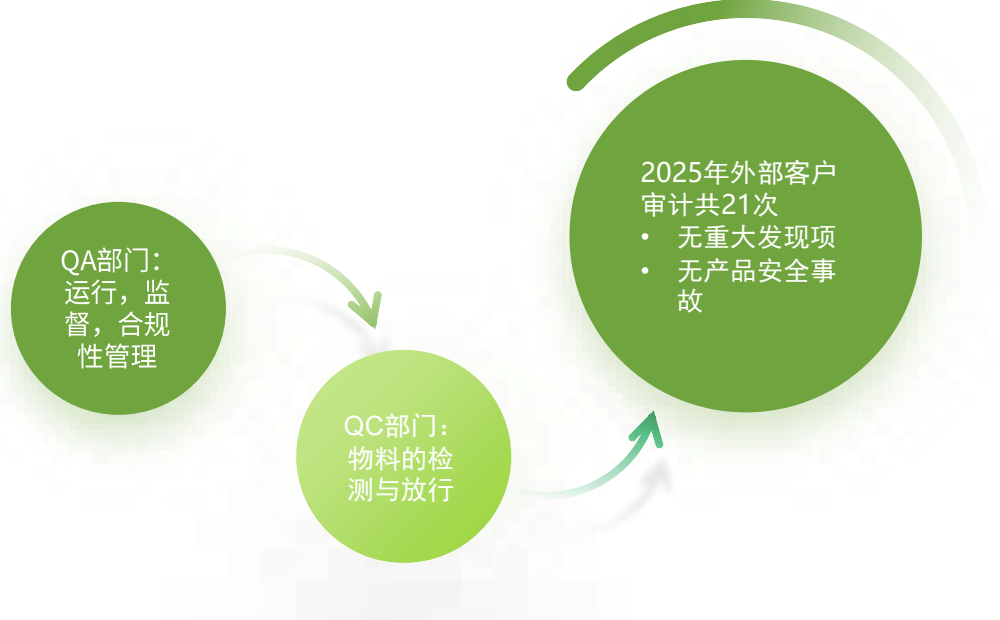 QA部门：
运行，监
督，合规
性管理
QC部门：
物料的检
测与放行
2025年外部客户
审计共21次
• 无重大发现项
• 无产品安全事
故